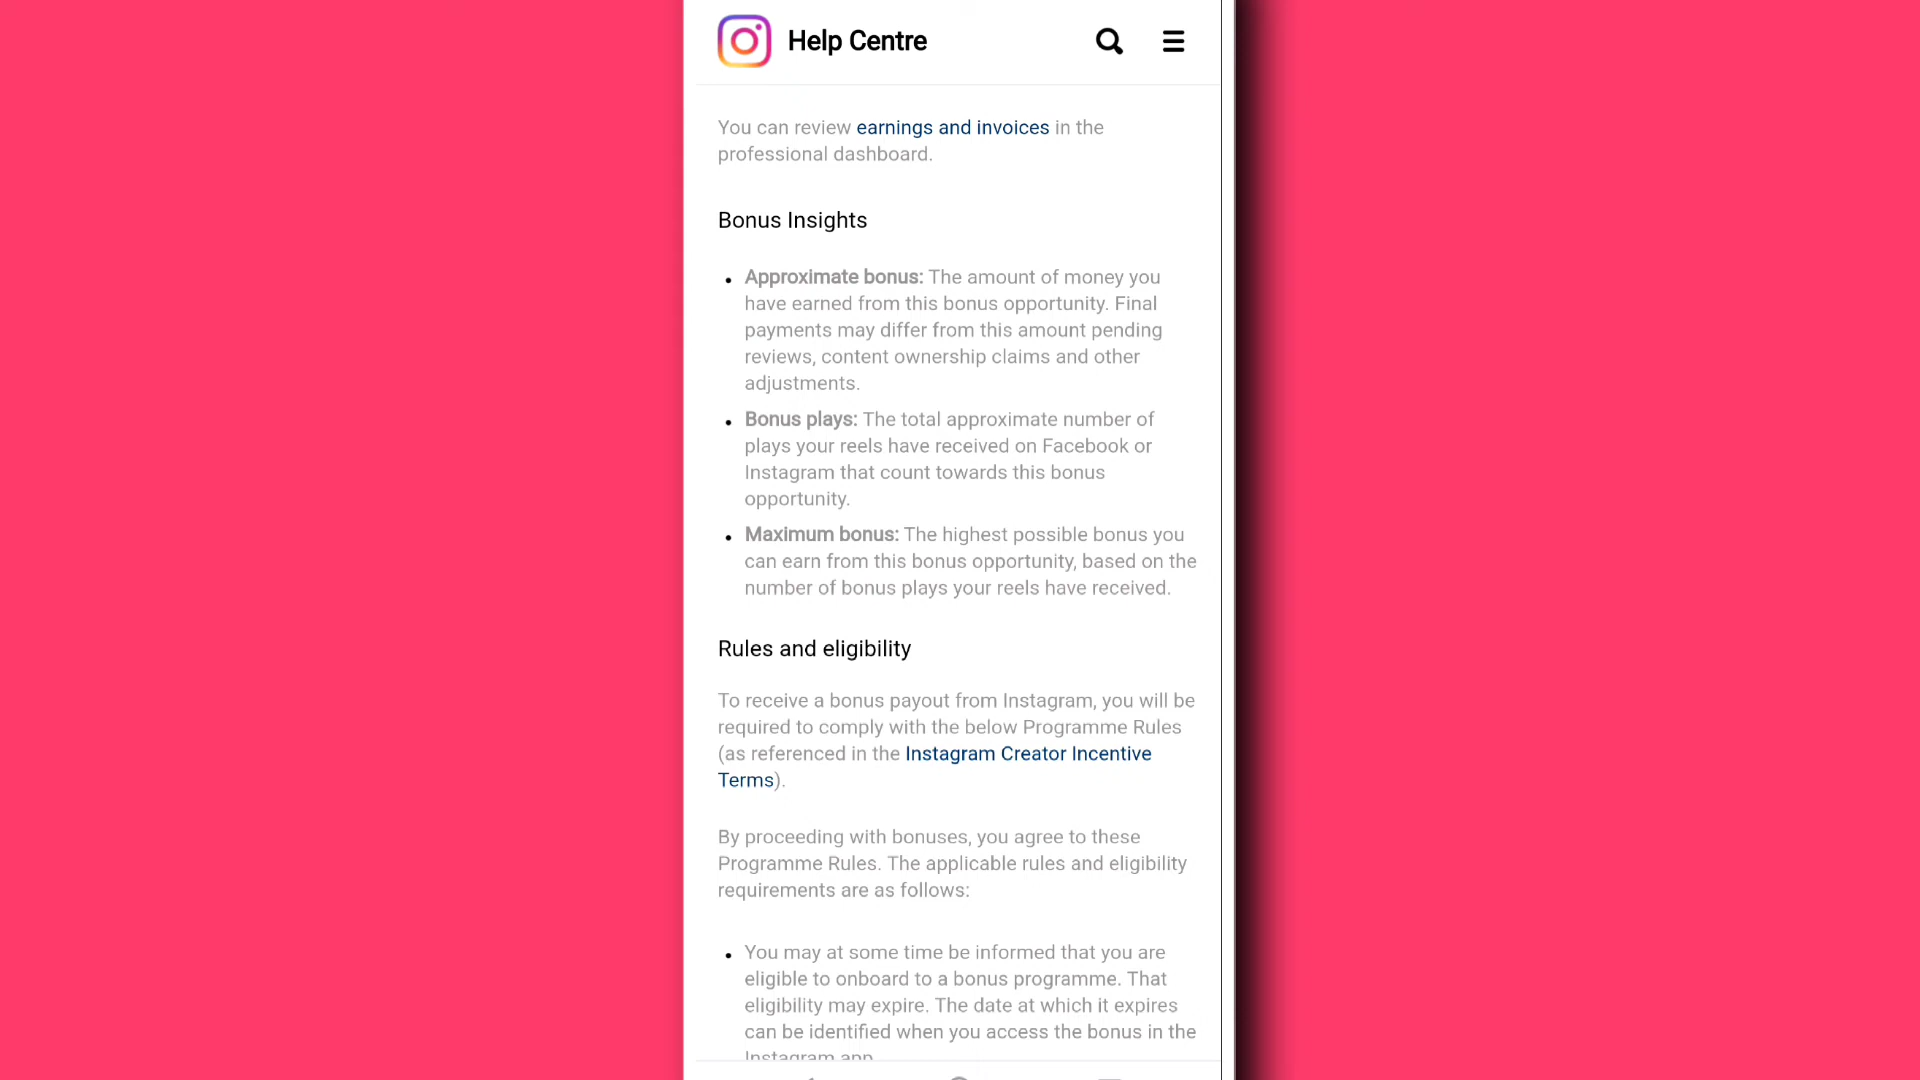 Help Centre
You can review earnings and invoices in the
professional dashboard.
Bonus Insights
• Approximate bonus: The amount of money you
have earned from this bonus opportunity. Final
payments may differ from this amount pending
reviews, content ownership claims and other
adjustments.
• Bonus plays: The total approximate number of
plays your reels have received on Facebook or
Instagram that count towards this bonus
opportunity.
• Maximum bonus: The highest possible bonus you
can earn from this bonus opportunity, based on the
number of bonus plays your reels have received.
Rules and eligibility
To receive a bonus payout from Instagram, you will be
required to comply with the below Programme Rules
(as referenced in the Instagram Creator Incentive
Terms).
By proceeding with bonuses, you agree to these
Programme Rules. The applicable rules and eligibility
requirements are as follows:
• You may at some time be informed that you are
eligible to onboard to a bonus programme. That
eligibility may expire. The date at which it expires
can be identified when you access the bonus in the
Instagram app